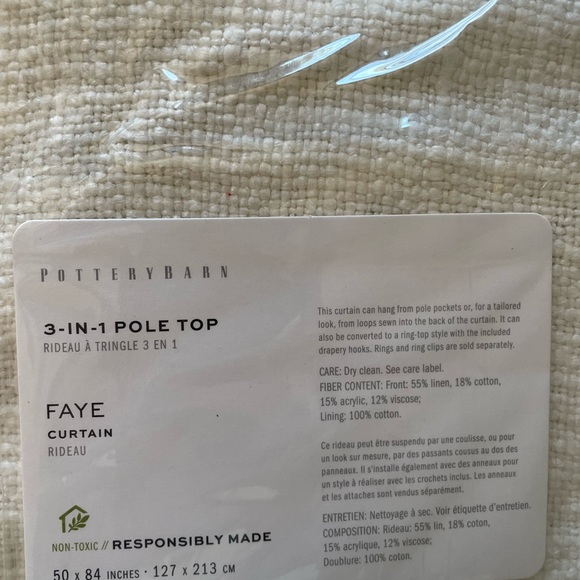 POTTERYBARN
3-IN-1 POLE TOP
RIDEAU À TRINGLE 3 EN 1
FAYE
CURTAIN
RIDEAU
NON-TOXIC // RESPONSIBLY MADE
50 x 84 INCHES · 127 x 213 CM
This curtain can hang from pole pockets or, for a tailored
look, from loops sewn into the back of the curtain. It can
also be converted to a ring-top style with the included
drapery hooks. Rings and ring clips are sold separately.
CARE: Dry clean. See care label.
FIBER CONTENT: Front: 55% linen, 18% cotton,
15% acrylic, 12% viscose;
Lining: 100% cotton.
Ce rideau peut être suspendu par une coulisse, ou pour
un look sur mesure, par des passants cousus au dos des
panneaux. Il s'installe également avec des anneaux pour
un style à réaliser avec les crochets inclus. Les anneaux
et les attaches sont vendus séparément.
ENTRETIEN: Nettoyage à sec. Voir étiquette d'entretien.
COMPOSITION: Rideau: 55% lin, 18% coton,
15% acrylique, 12% viscose;
Doublure: 100% coton.